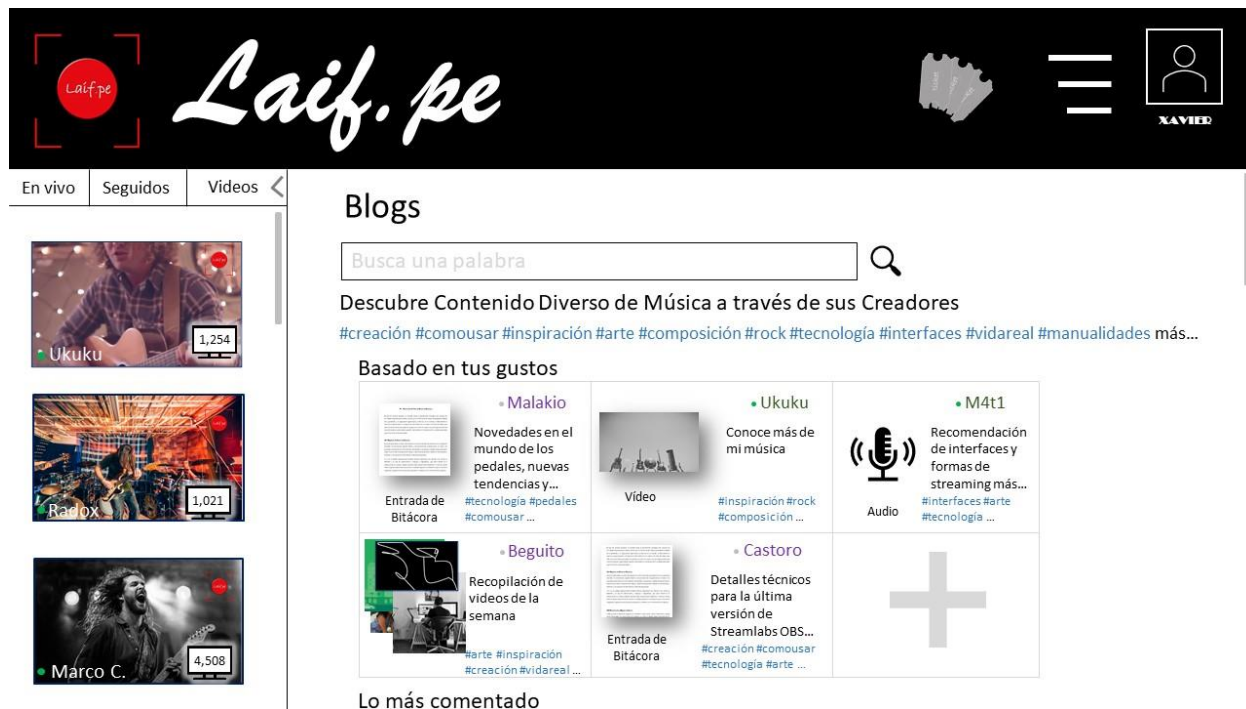 Laif.pe
Laif.pe
XAVIER
En vivo
Seguidos
Videos
1,254
Ukuku
1,021
Radox
4,508
Marco C.
Blogs
Busca una palabra
Descubre Contenido Diverso de Música a través de sus Creadores
#creación #comousar #inspiración #arte #composición #rock #tecnología #interfaces #vidareal #manualidades más...
Basado en tus gustos
Malakio
Novedades en el
mundo de los
pedales, nuevas
tendencias y...
#tecnología #pedales
#comousar ...
Entrada de
Bitácora
Ukuku
Conoce más de
mi música
#inspiración #rock
#composición ...
Vídeo
M4t1
Recomendación
de interfaces y
formas de
streaming más...
#interfaces #arte
#tecnología ...
Audio
Beguito
Recopilación de
videos de la
semana
#arte #inspiración
#creación #vidareal ...
Castoro
Detalles técnicos
para la última
versión de
Streamlabs OBS...
#creación #comousar
#tecnología #arte ...
Entrada de
Bitácora
Lo más comentado